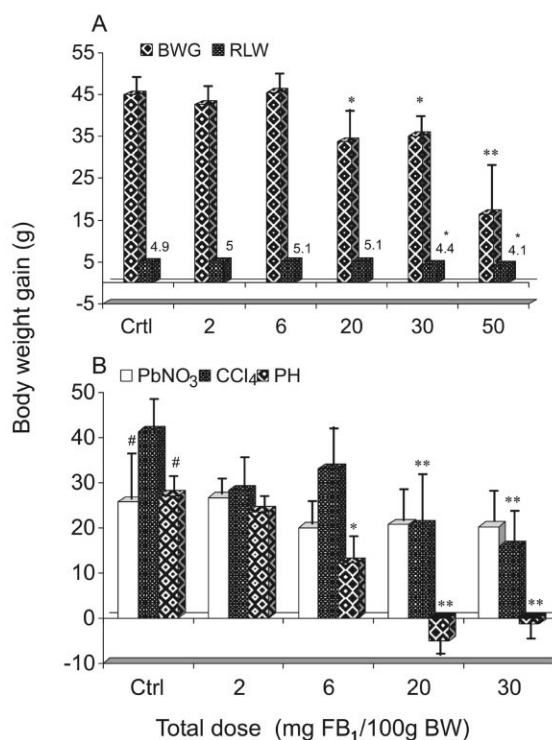 A
BWG RLW
55
45
35
25
15
5
-5
* * **
4.9 5 5.1 5.1 * 4.4 * 4.1
Crtl 2 6 20 30 50
Body weight gain (g)
B
PbNO₃ CCl₄ PH
50
40
30
20
10
0
-10
# # * ** ** ** **
Ctrl 2 6 20 30
Total dose (mg FB₁/100g BW)